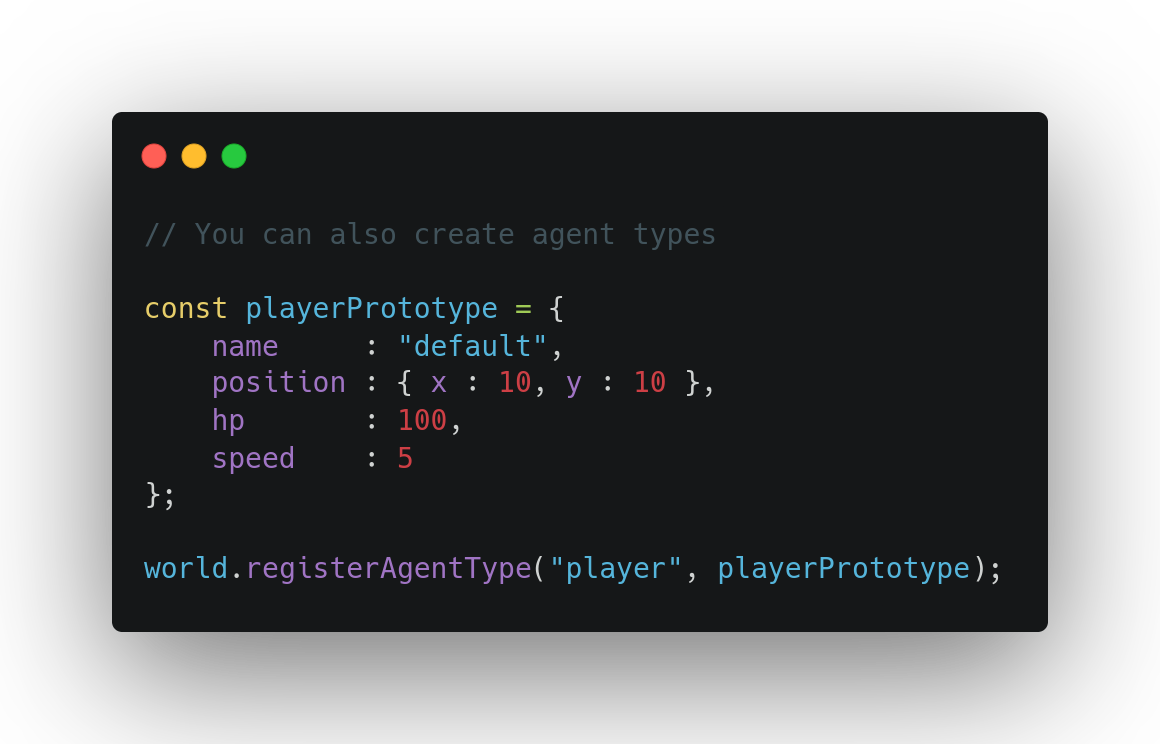 // You can also create agent types
const playerPrototype = {
    name     : "default",
    position : { x : 10, y : 10 },
    hp       : 100,
    speed    : 5
};
world.registerAgentType("player", playerPrototype);